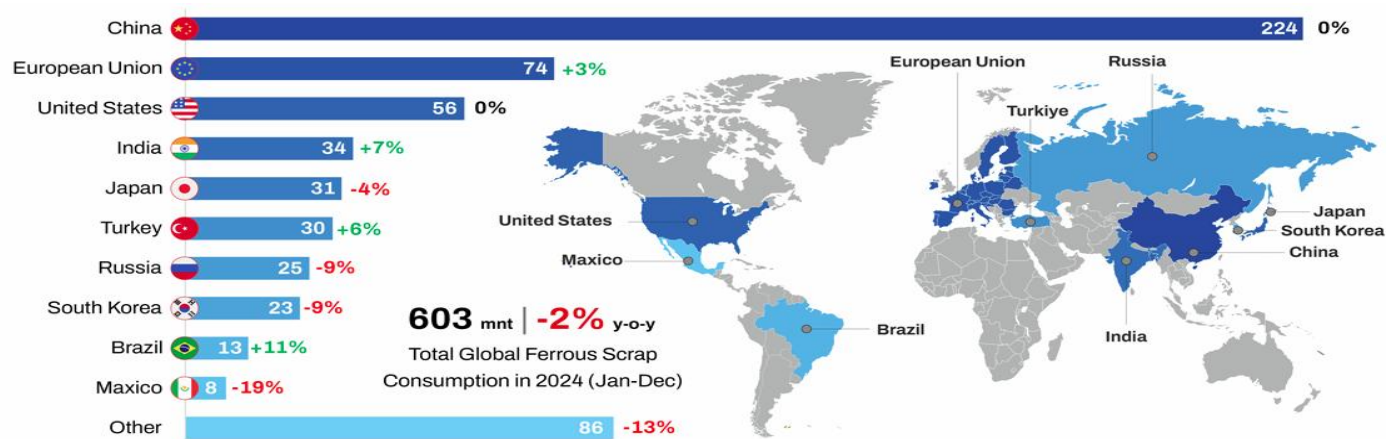 China 224 0%
European Union 74 +3%
United States 56 0%
India 34 +7%
Japan 31 -4%
Turkey 30 +6%
Russia 25 -9%
South Korea 23 -9%
Brazil 13 +11%
Maxico 8 -19%
Other 86 -13%
603 mnt | -2% y-o-y
Total Global Ferrous Scrap
Consumption in 2024 (Jan-Dec)
European Union
Russia
Turkiye
United States
Maxico
Brazil
Japan
South Korea
China
India